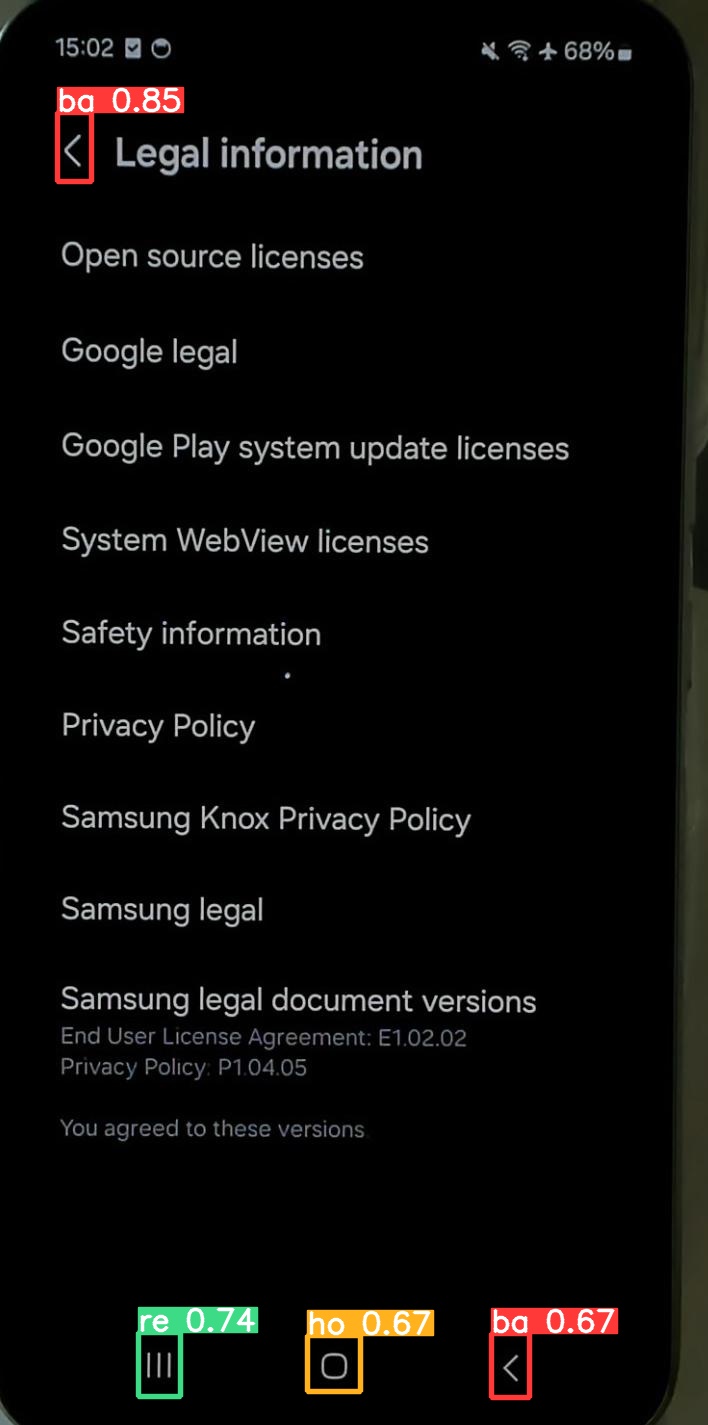 15:02 68%
ba 0.85
Legal information
Open source licenses
Google legal
Google Play system update licenses
System WebView licenses
Safety information
Privacy Policy
Samsung Knox Privacy Policy
Samsung legal
Samsung legal document versions
End User License Agreement: E1.02.02
Privacy Policy: P1.04.05
You agreed to these versions.
re 0.74 ho 0.67 ba 0.67